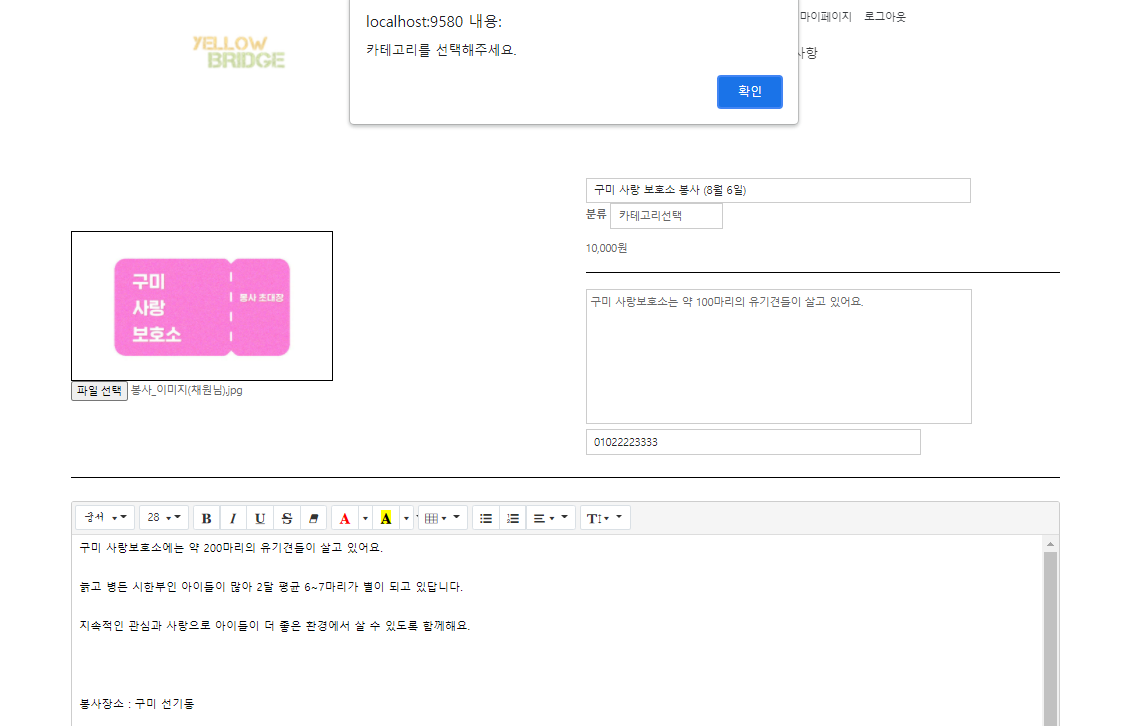 localhost:9580 내용:
카테고리를 선택해주세요.
확인
마이페이지 로그아웃
사항
YELLOW
BRIDGE
구미 사랑 보호소 봉사 (8월 6일)
분류 카테고리선택
10,000원
구미
사랑
보호소
봉사 초대장
파일 선택 봉사_이미지(채원님).jpg
구미 사랑보호소는 약 100마리의 유기견들이 살고 있어요.
01022223333
궁서 28 B I U S A A T
구미 사랑보호소에는 약 200마리의 유기견들이 살고 있어요.
늙고 병든 시한부인 아이들이 많아 2달 평균 6~7마리가 별이 되고 있답니다.
지속적인 관심과 사랑으로 아이들이 더 좋은 환경에서 살 수 있도록 함께해요.
봉사장소 : 구미 선기동